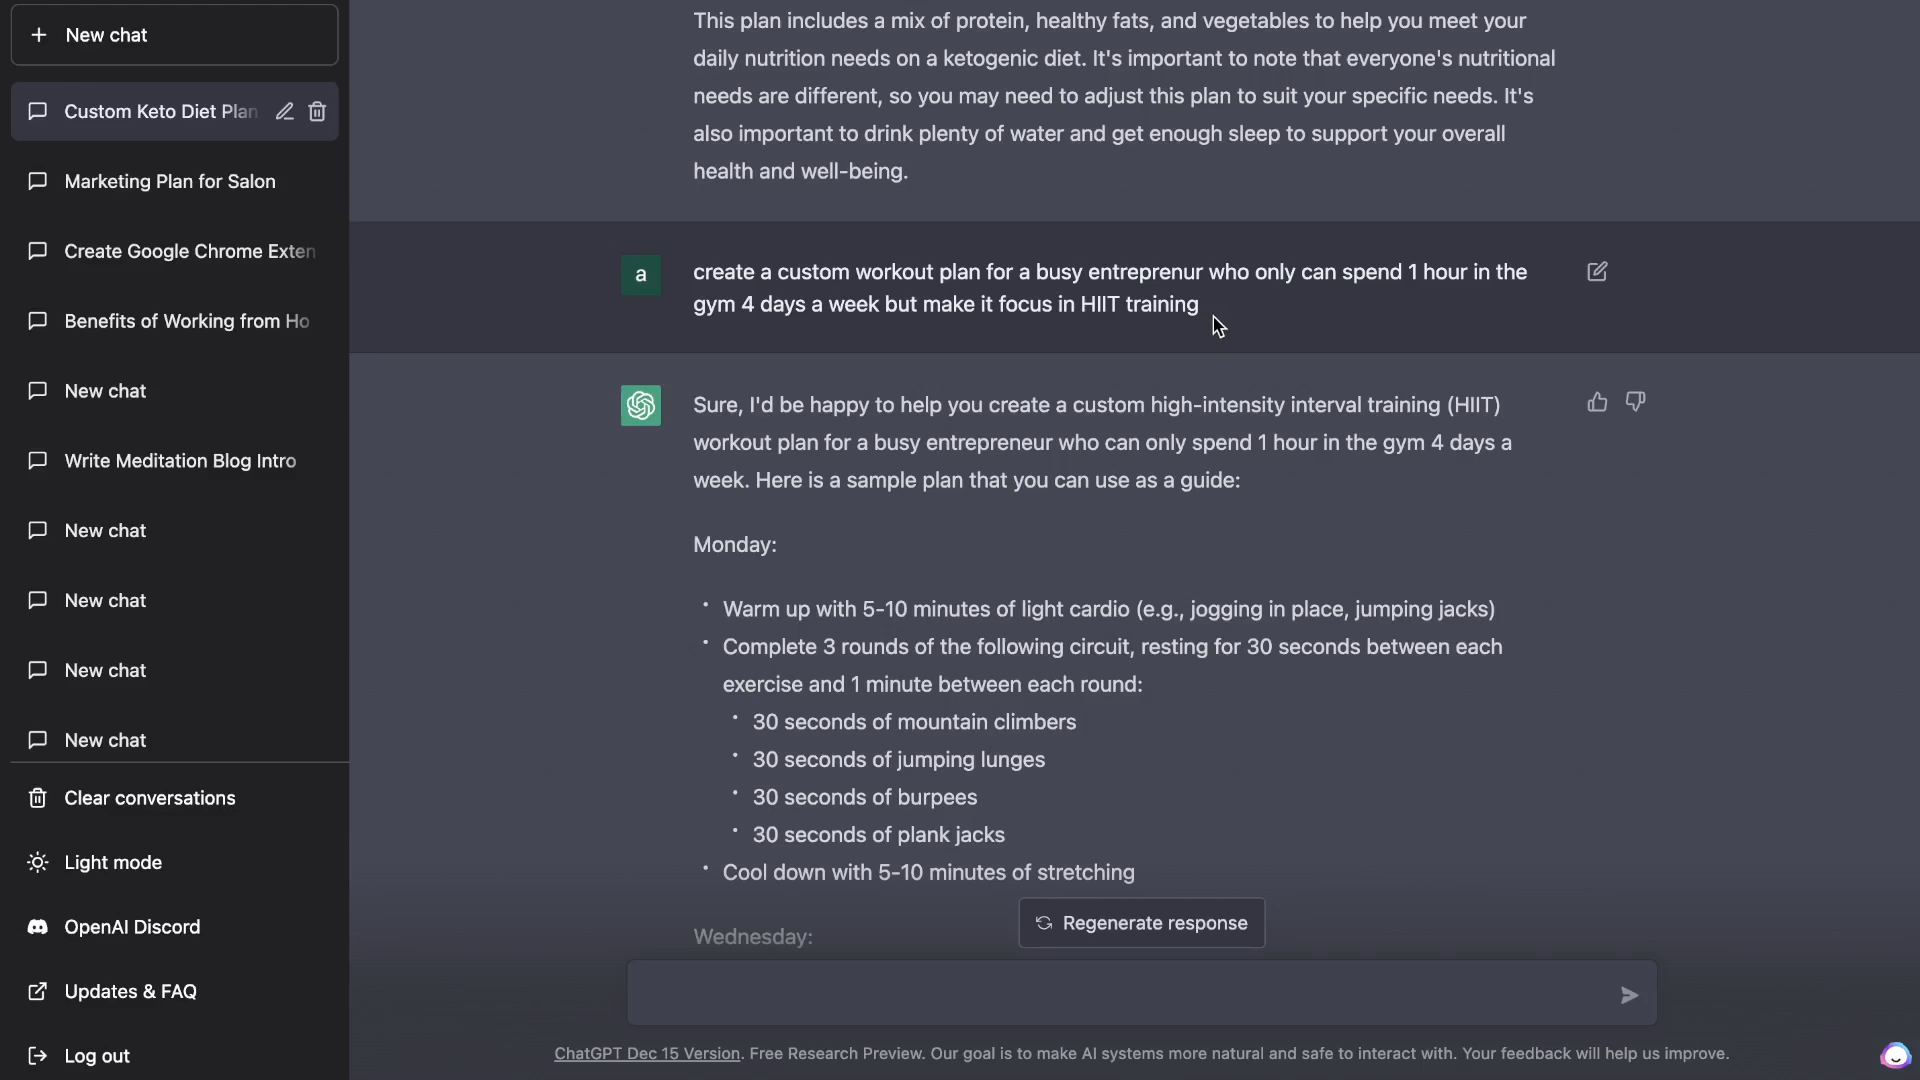 New chat
Custom Keto Diet Plan
Marketing Plan for Salon
Create Google Chrome Exten
Benefits of Working from Ho
New chat
Write Meditation Blog Intro
New chat
New chat
New chat
New chat
Clear conversations
Light mode
OpenAI Discord
Updates & FAQ
Log out
This plan includes a mix of protein, healthy fats, and vegetables to help you meet your
daily nutrition needs on a ketogenic diet. It's important to note that everyone's nutritional
needs are different, so you may need to adjust this plan to suit your specific needs. It's
also important to drink plenty of water and get enough sleep to support your overall
health and well-being.
a
create a custom workout plan for a busy entreprenur who only can spend 1 hour in the
gym 4 days a week but make it focus in HIIT training
Sure, I'd be happy to help you create a custom high-intensity interval training (HIIT)
workout plan for a busy entrepreneur who can only spend 1 hour in the gym 4 days a
week. Here is a sample plan that you can use as a guide:
Monday:
• Warm up with 5-10 minutes of light cardio (e.g., jogging in place, jumping jacks)
• Complete 3 rounds of the following circuit, resting for 30 seconds between each
exercise and 1 minute between each round:
• 30 seconds of mountain climbers
• 30 seconds of jumping lunges
• 30 seconds of burpees
• 30 seconds of plank jacks
• Cool down with 5-10 minutes of stretching
Wednesday:
Regenerate response
ChatGPT Dec 15 Version. Free Research Preview. Our goal is to make AI systems more natural and safe to interact with. Your feedback will help us improve.